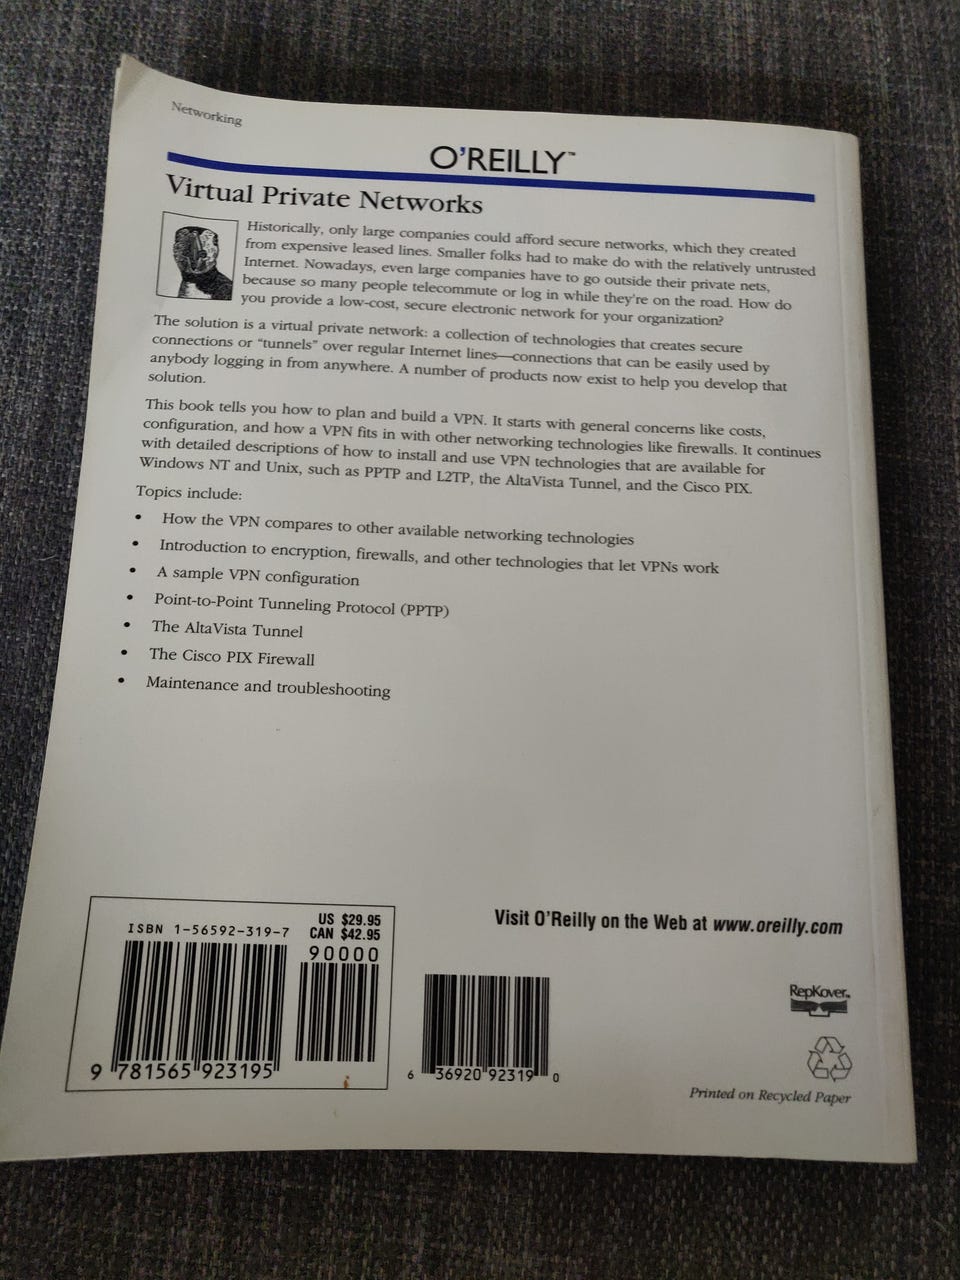 Networking
O'REILLY™
Virtual Private Networks
Historically, only large companies could afford secure networks, which they created
from expensive leased lines. Smaller folks had to make do with the relatively untrusted
Internet. Nowadays, even large companies have to go outside their private nets,
because so many people telecommute or log in while they're on the road. How do
you provide a low-cost, secure electronic network for your organization?
The solution is a virtual private network: a collection of technologies that creates secure
connections or "tunnels" over regular Internet lines—connections that can be easily used by
anybody logging in from anywhere. A number of products now exist to help you develop that
solution.
This book tells you how to plan and build a VPN. It starts with general concerns like costs,
configuration, and how a VPN fits in with other networking technologies like firewalls. It continues
with detailed descriptions of how to install and use VPN technologies that are available for
Windows NT and Unix, such as PPTP and L2TP, the AltaVista Tunnel, and the Cisco PIX.
Topics include:
• How the VPN compares to other available networking technologies
• Introduction to encryption, firewalls, and other technologies that let VPNs work
• A sample VPN configuration
• Point-to-Point Tunneling Protocol (PPTP)
• The AltaVista Tunnel
• The Cisco PIX Firewall
• Maintenance and troubleshooting
US $29.95
CAN $42.95
ISBN 1-56592-319-7
90000
9 781565 923195
6 36920 92319 0
Visit O'Reilly on the Web at www.oreilly.com
RepKover™
Printed on Recycled Paper